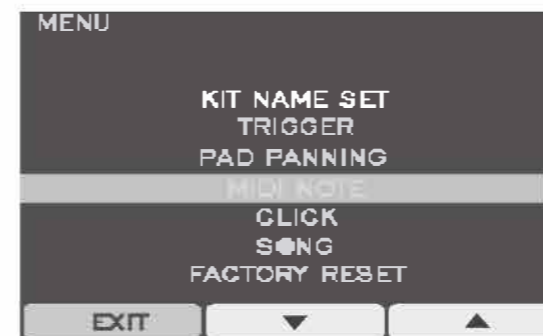 MENU
KIT NAME SET
TRIGGER
PAD PANNING
MIDI NOTE
CLICK
SONG
FACTORY RESET
EXIT ▼ ▲